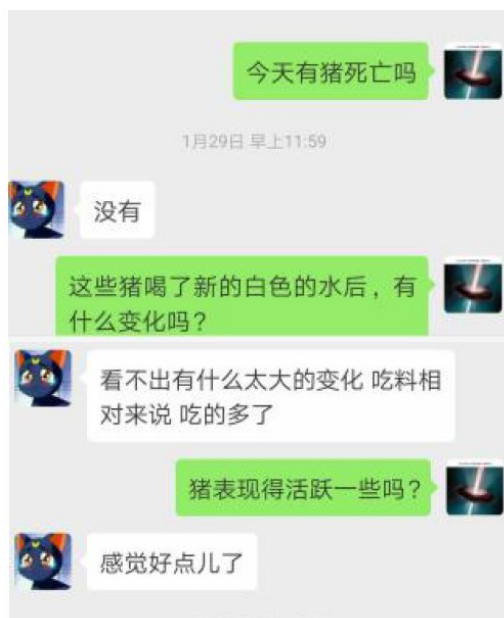 今天有猪死亡吗
1月29日 早上11:59
没有
这些猪喝了新的白色的水后，有
什么变化吗?
看不出有什么太大的变化 吃料相
对来说 吃的多了
猪表现得活跃一些吗?
感觉好点儿了